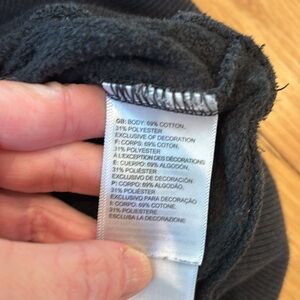 GB: BODY: 69% COTTON,
31% POLYESTER
EXCLUSIVE OF DECORATION
F: CORPS: 69% COTON,
31% POLYESTER
À L'EXCEPTION DES DÉCORATIONS
E: CUERPO: 69% ALGODÓN,
31% POLIÉSTER
EXCLUSIVO DE DECORACIÓN
P: CORPO: 69% ALGODÃO,
31% POLIÉSTER
EXCLUSIVO PARA DECORAÇÃO
I: CORPO: 69% COTONE,
31% POLIESTERE
ESCLUSA LA DECORAZIONE